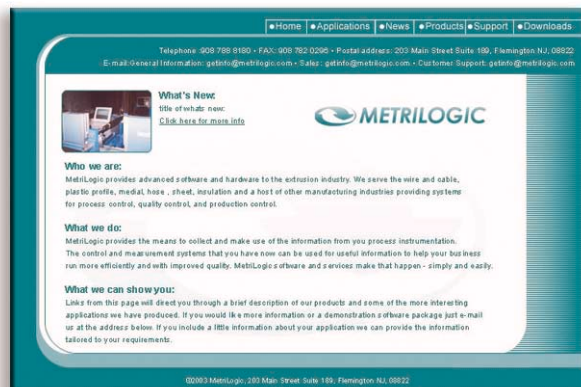 Home Applications News Products Support Downloads
Telephone :908 788 8180 • FAX: 908 782 0296 • Postal address: 203 Main Street Suite 189, Flemington NJ, 08822
E-mail:General Information: getinfo@metrilogic.com • Sales: getinfo@metrilogic.com • Customer Support: getinfo@metrilogic.com
What's New:
title of whats new:
Click here for more info
METRILOGIC
Who we are:
MetriLogic provides advanced software and hardware to the extrusion industry. We serve the wire and cable,
plastic profile, medial, hose , sheet, insulation and a host of other manufacturing industries providing systems
for process control, quality control, and production control.
What we do:
MetriLogic provides the means to collect and make use of the information from you process instrumentation.
The control and measurement systems that you have now can be used for useful information to help your business
run more efficiently and with improved quality. MetriLogic software and services make that happen - simply and easily.
What we can show you:
Links from this page will direct you through a brief description of our products and some of the more interesting
applications we have produced. If you would like more information or a demonstration software package just e-mail
us at the address below. If you include a little information about your application we can provide the information
tailored to your requirements.
©2003 MetriLogic, 203 Main Street Suite 189, Flemington NJ, 08822